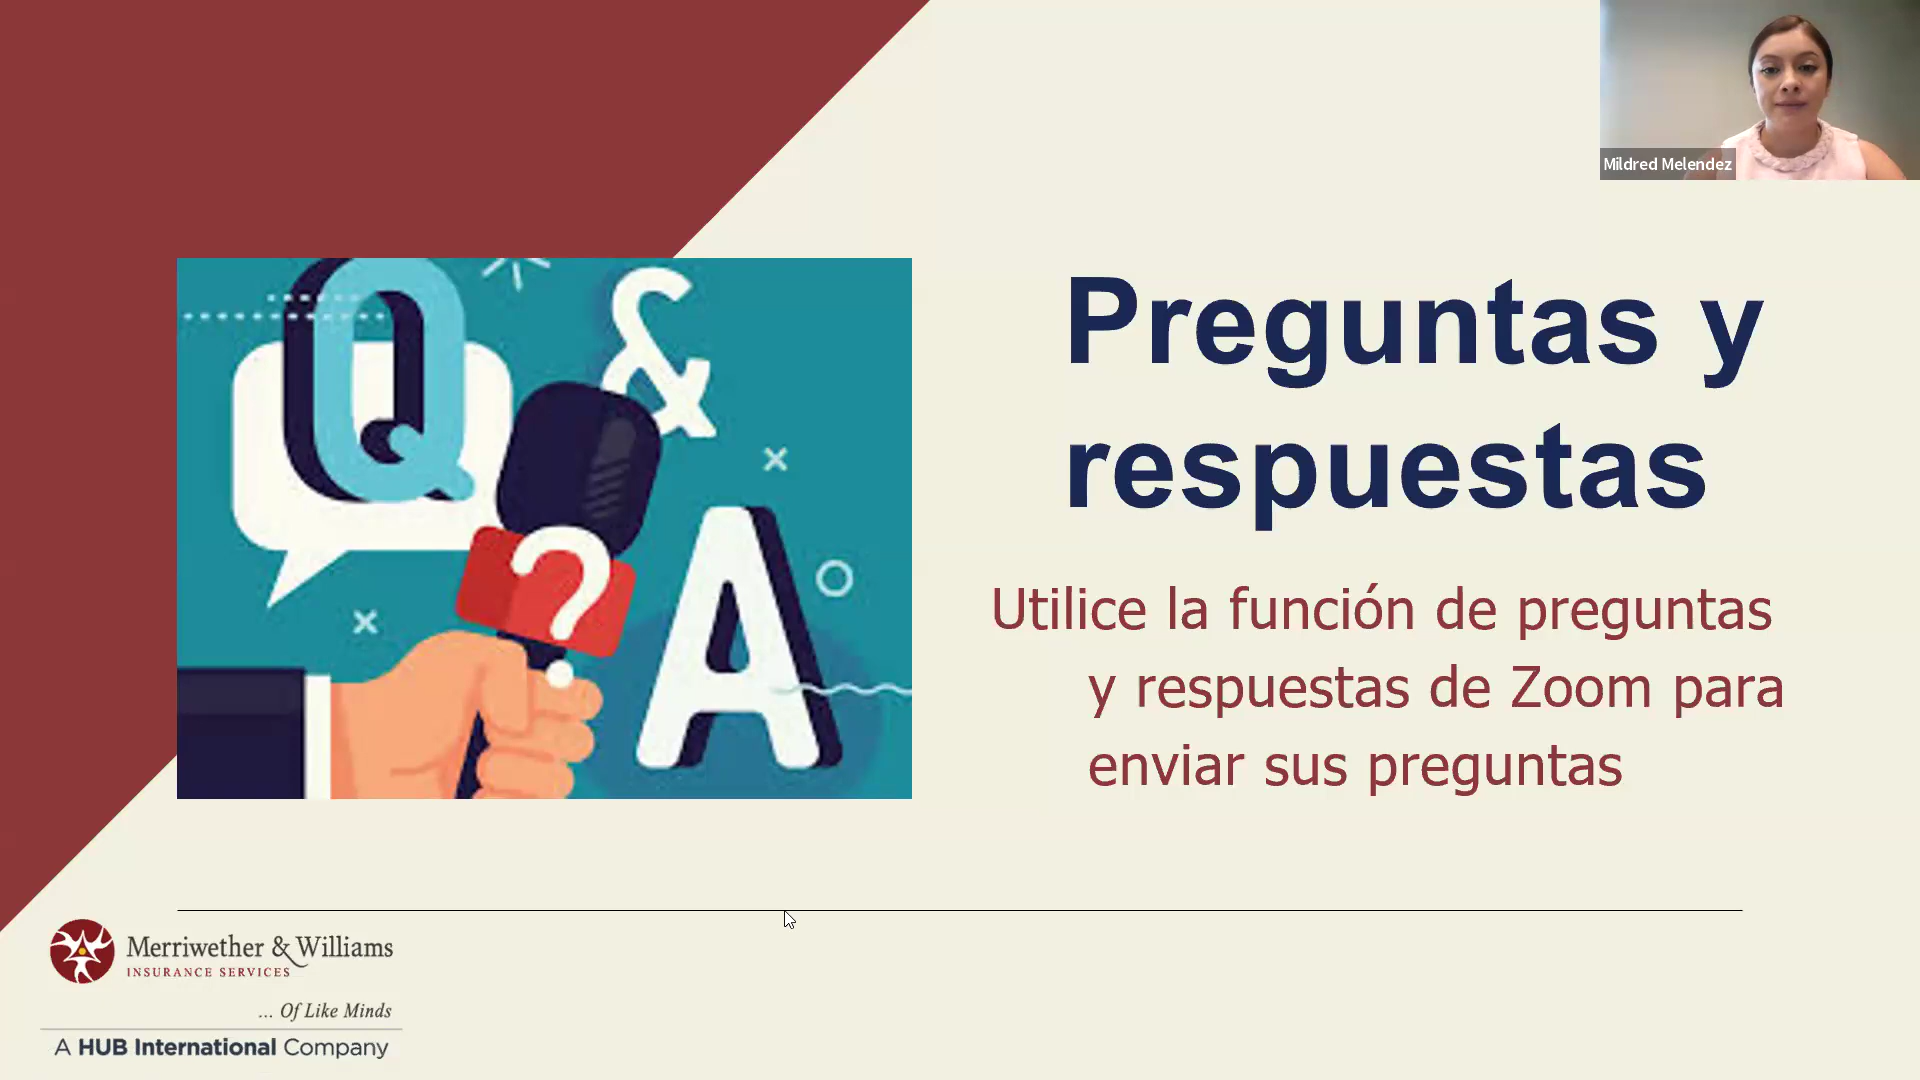 Mildred Melendez
Q & A
?
Preguntas y
respuestas
Utilice la función de preguntas
y respuestas de Zoom para
enviar sus preguntas
Merriwether & Williams
INSURANCE SERVICES
... Of Like Minds
A HUB International Company